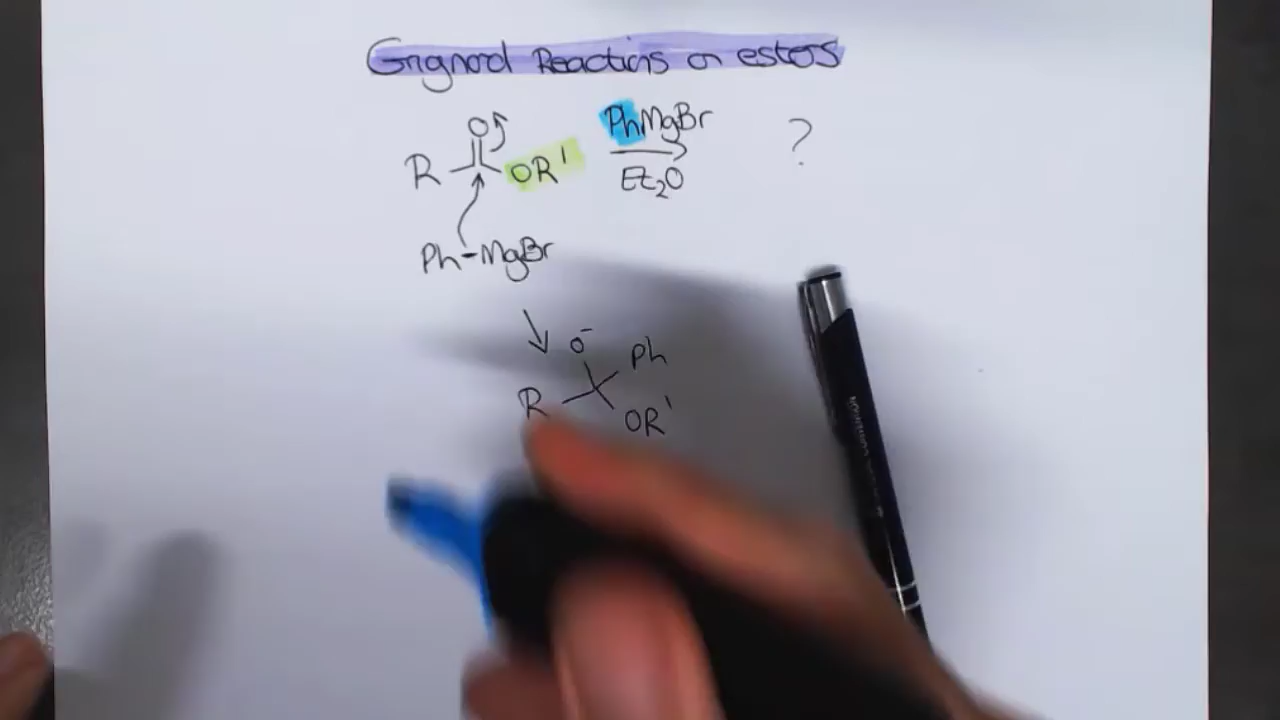 Grignard Reactions on esters
O
PhMgBr
?
R
OR'
Et₂O
Ph-MgBr
O⁻
Ph
R
OR'